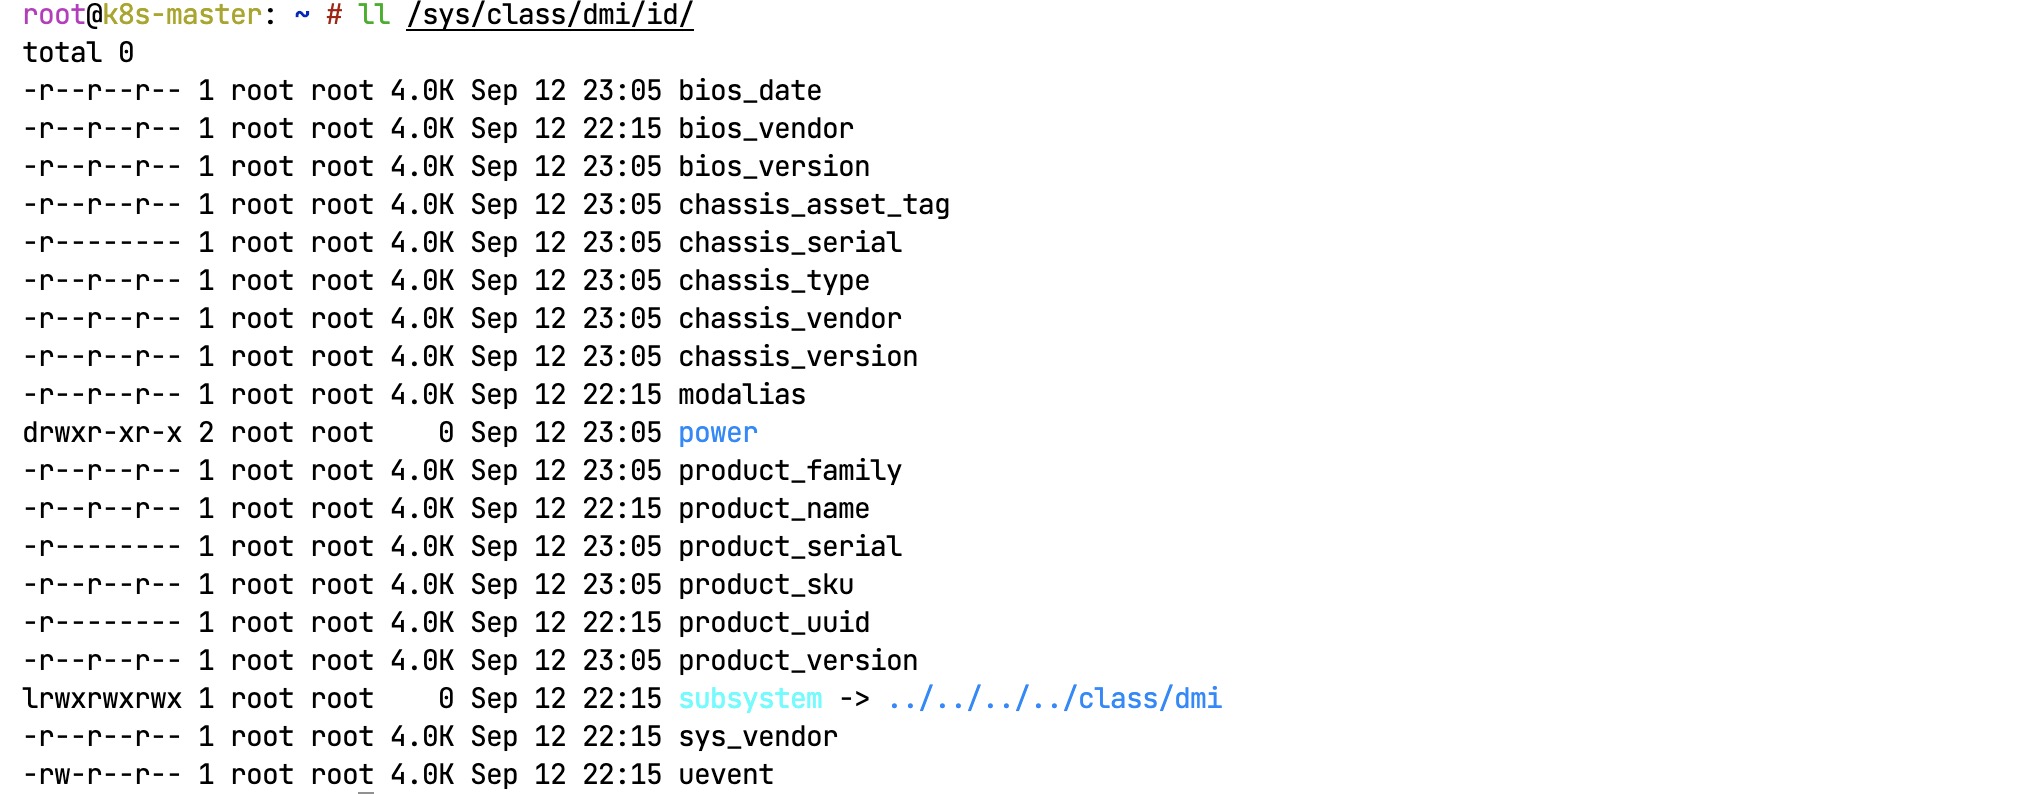 root@k8s-master: ~ # ll /sys/class/dmi/id/
total 0
-r--r--r-- 1 root root 4.0K Sep 12 23:05 bios_date
-r--r--r-- 1 root root 4.0K Sep 12 22:15 bios_vendor
-r--r--r-- 1 root root 4.0K Sep 12 23:05 bios_version
-r--r--r-- 1 root root 4.0K Sep 12 23:05 chassis_asset_tag
-r-------- 1 root root 4.0K Sep 12 23:05 chassis_serial
-r--r--r-- 1 root root 4.0K Sep 12 23:05 chassis_type
-r--r--r-- 1 root root 4.0K Sep 12 23:05 chassis_vendor
-r--r--r-- 1 root root 4.0K Sep 12 23:05 chassis_version
-r--r--r-- 1 root root 4.0K Sep 12 22:15 modalias
drwxr-xr-x 2 root root    0 Sep 12 23:05 power
-r--r--r-- 1 root root 4.0K Sep 12 23:05 product_family
-r--r--r-- 1 root root 4.0K Sep 12 22:15 product_name
-r-------- 1 root root 4.0K Sep 12 23:05 product_serial
-r--r--r-- 1 root root 4.0K Sep 12 23:05 product_sku
-r-------- 1 root root 4.0K Sep 12 22:15 product_uuid
-r--r--r-- 1 root root 4.0K Sep 12 23:05 product_version
lrwxrwxrwx 1 root root    0 Sep 12 22:15 subsystem -> ../../../../class/dmi
-r--r--r-- 1 root root 4.0K Sep 12 22:15 sys_vendor
-rw-r--r-- 1 root root 4.0K Sep 12 22:15 uevent